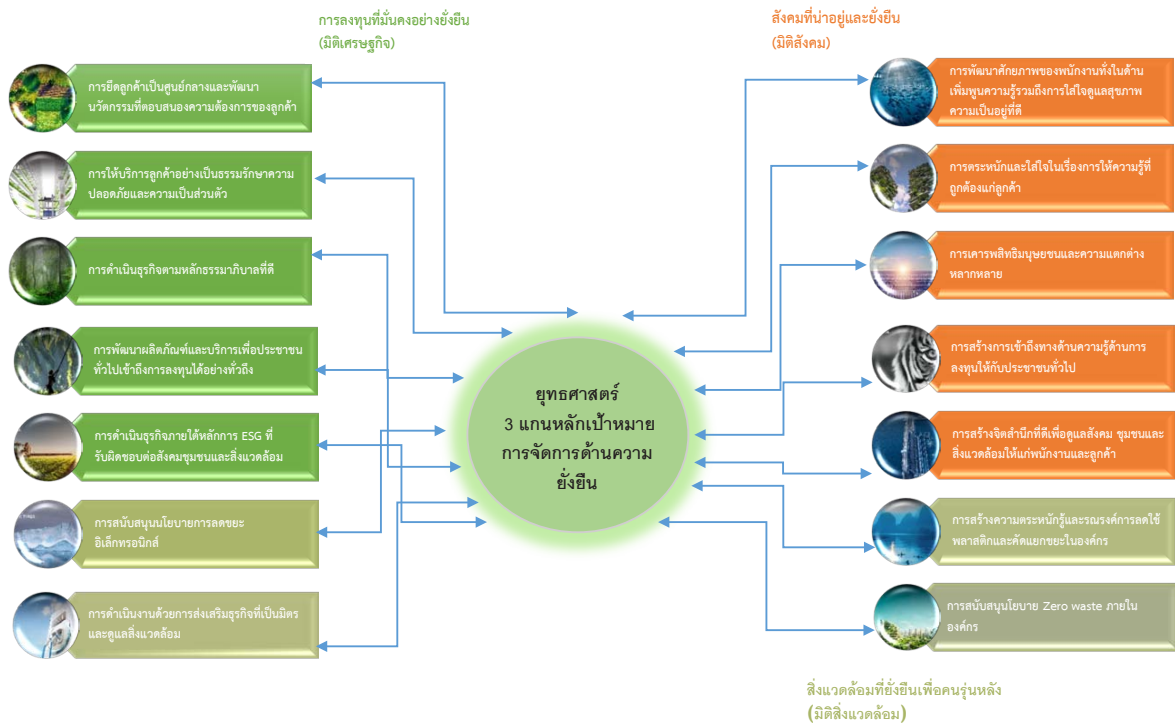 การลงทุนที่มั่นคงอย่างยั่งยืน
(มิติเศรษฐกิจ)
การยึดลูกค้าเป็นศูนย์กลางและพัฒนา
นวัตกรรมที่ตอบสนองความต้องการของลูกค้า
การให้บริการลูกค้าอย่างเป็นธรรมรักษาความ
ปลอดภัยและความเป็นส่วนตัว
การดำเนินธุรกิจตามหลักธรรมาภิบาลที่ดี
การพัฒนาผลิตภัณฑ์และบริการเพื่อประชาชน
ทั่วไปเข้าถึงการลงทุนได้อย่างทั่วถึง
การดำเนินธุรกิจภายใต้หลักการ ESG ที่
รับผิดชอบต่อสังคมชุมชนและสิ่งแวดล้อม
การสนับสนุนนโยบายการลดขยะ
อิเล็กทรอนิกส์
การดำเนินงานด้วยการส่งเสริมธุรกิจที่เป็นมิตร
และดูแลสิ่งแวดล้อม
ยุทธศาสตร์
3 แกนหลักเป้าหมาย
การจัดการด้านความ
ยั่งยืน
สังคมที่น่าอยู่และยั่งยืน
(มิติสังคม)
การพัฒนาศักยภาพของพนักงานทั้งในด้าน
เพิ่มพูนความรู้รวมถึงการใส่ใจดูแลสุขภาพ
ความเป็นอยู่ที่ดี
การตระหนักและใส่ใจในเรื่องการให้ความรู้ที่
ถูกต้องแก่ลูกค้า
การเคารพสิทธิมนุษยชนและความแตกต่าง
หลากหลาย
การสร้างการเข้าถึงทางด้านความรู้ด้านการ
ลงทุนให้กับประชาชนทั่วไป
การสร้างจิตสำนึกที่ดีเพื่อดูแลสังคม ชุมชนและ
สิ่งแวดล้อมให้แก่พนักงานและลูกค้า
การสร้างความตระหนักรู้และรณรงค์การลดใช้
พลาสติกและคัดแยกขยะในองค์กร
การสนับสนุนโยบาย Zero waste ภายใน
องค์กร
สิ่งแวดล้อมที่ยั่งยืนเพื่อคนรุ่นหลัง
(มิติสิ่งแวดล้อม)